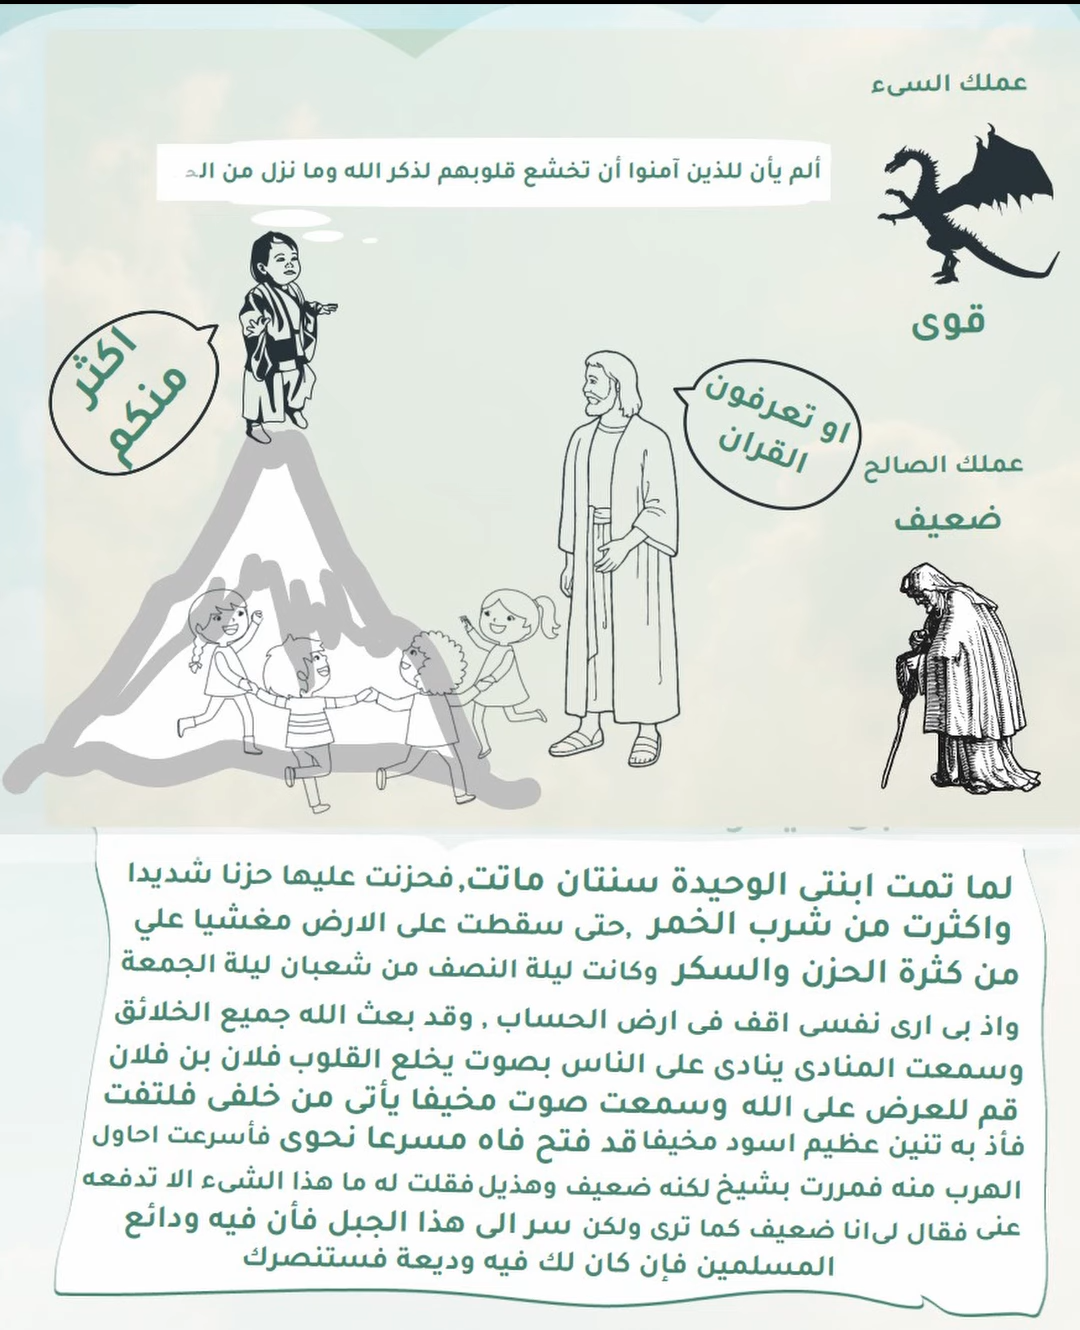 عملك السىء
ألم يأن للذين آمنوا أن تخشع قلوبهم لذكر الله وما نزل من
قوى
اكثر
منكم
او تعرفون
القران
عملك الصالح
ضعيف
لما تمت ابنتى الوحيدة سنتان ماتت,فحزنت عليها حزنا شديدا
واكثرت من شرب الخمر ,حتى سقطت على الارض مغشيا علي
من كثرة الحزن والسكر وكانت ليلة النصف من شعبان ليلة الجمعة
واذ بى ارى نفسى اقف فى ارض الحساب , وقد بعث الله جميع الخلائق
وسمعت المنادى ينادى على الناس بصوت يخلع القلوب فلان بن فلان
قم للعرض على الله وسمعت صوت مخيفا يأتى من خلفى فلتفت
فأذ به تنين عظيم اسود مخيفا قد فتح فاه مسرعا نحوى فأسرعت احاول
الهرب منه فمررت بشيخ لكنه ضعيف وهذيل فقلت له ما هذا الشىء الا تدفعه
عنى فقال لى انا ضعيف كما ترى ولكن سر الى هذا الجبل فأن فيه ودائع
المسلمين فإن كان لك فيه وديعة فستنصرك